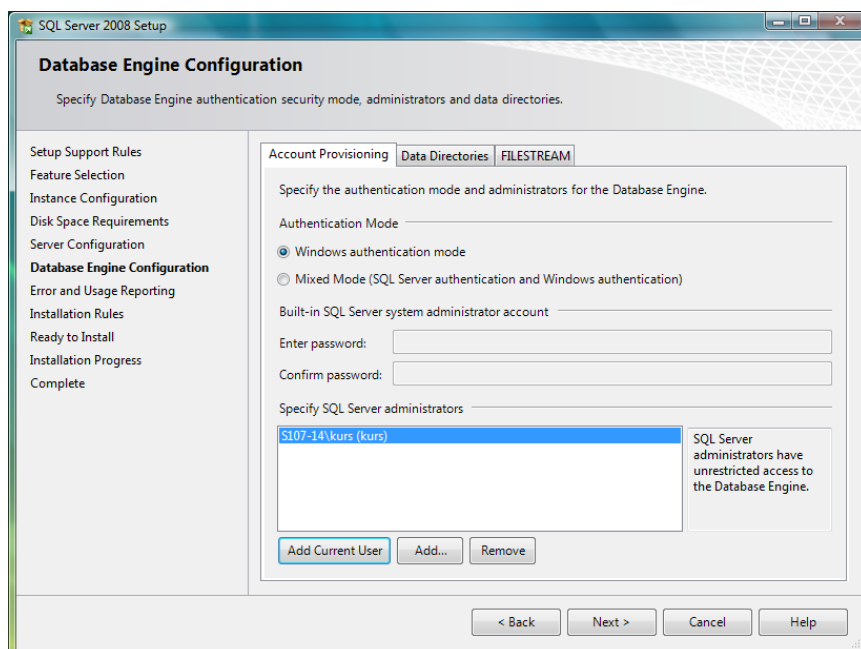 SQL Server 2008 Setup
Database Engine Configuration
Specify Database Engine authentication security mode, administrators and data directories.
Setup Support Rules
Feature Selection
Instance Configuration
Disk Space Requirements
Server Configuration
Database Engine Configuration
Error and Usage Reporting
Installation Rules
Ready to Install
Installation Progress
Complete
Account Provisioning
Data Directories
FILESTREAM
Specify the authentication mode and administrators for the Database Engine.
Authentication Mode
Windows authentication mode
Mixed Mode (SQL Server authentication and Windows authentication)
Built-in SQL Server system administrator account
Enter password:
Confirm password:
Specify SQL Server administrators
S107-14\kurs (kurs)
SQL Server
administrators have
unrestricted access to
the Database Engine.
Add Current User
Add...
Remove
< Back
Next >
Cancel
Help